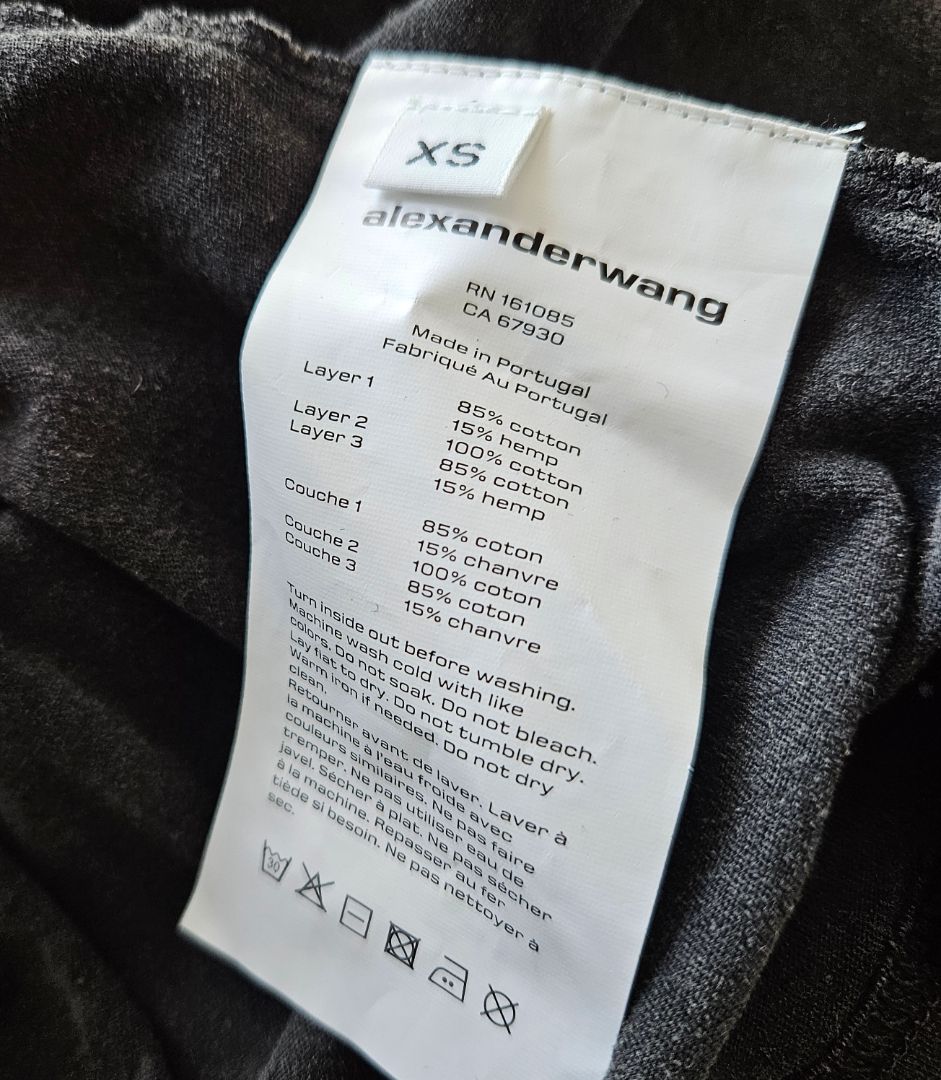 XS
alexanderwang
RN 161085
CA 67930
Made in Portugal
Fabriqué Au Portugal
Layer 1 85% cotton
15% hemp
Layer 2 100% cotton
Layer 3 85% cotton
15% hemp
Couche 1 85% coton
15% chanvre
Couche 2 100% coton
Couche 3 85% coton
15% chanvre
Turn inside out before washing.
Machine wash cold with like
colors. Do not soak. Do not bleach.
Lay flat to dry. Do not tumble dry.
Warm iron if needed. Do not dry
clean.
Retourner avant de laver. Laver à
la machine à l'eau froide avec
couleurs similaires. Ne pas faire
tremper. Ne pas utiliser eau de
javel. Sécher à plat. Ne pas sécher
à la machine. Repasser au fer
tiède si besoin. Ne pas nettoyer à
sec.
30